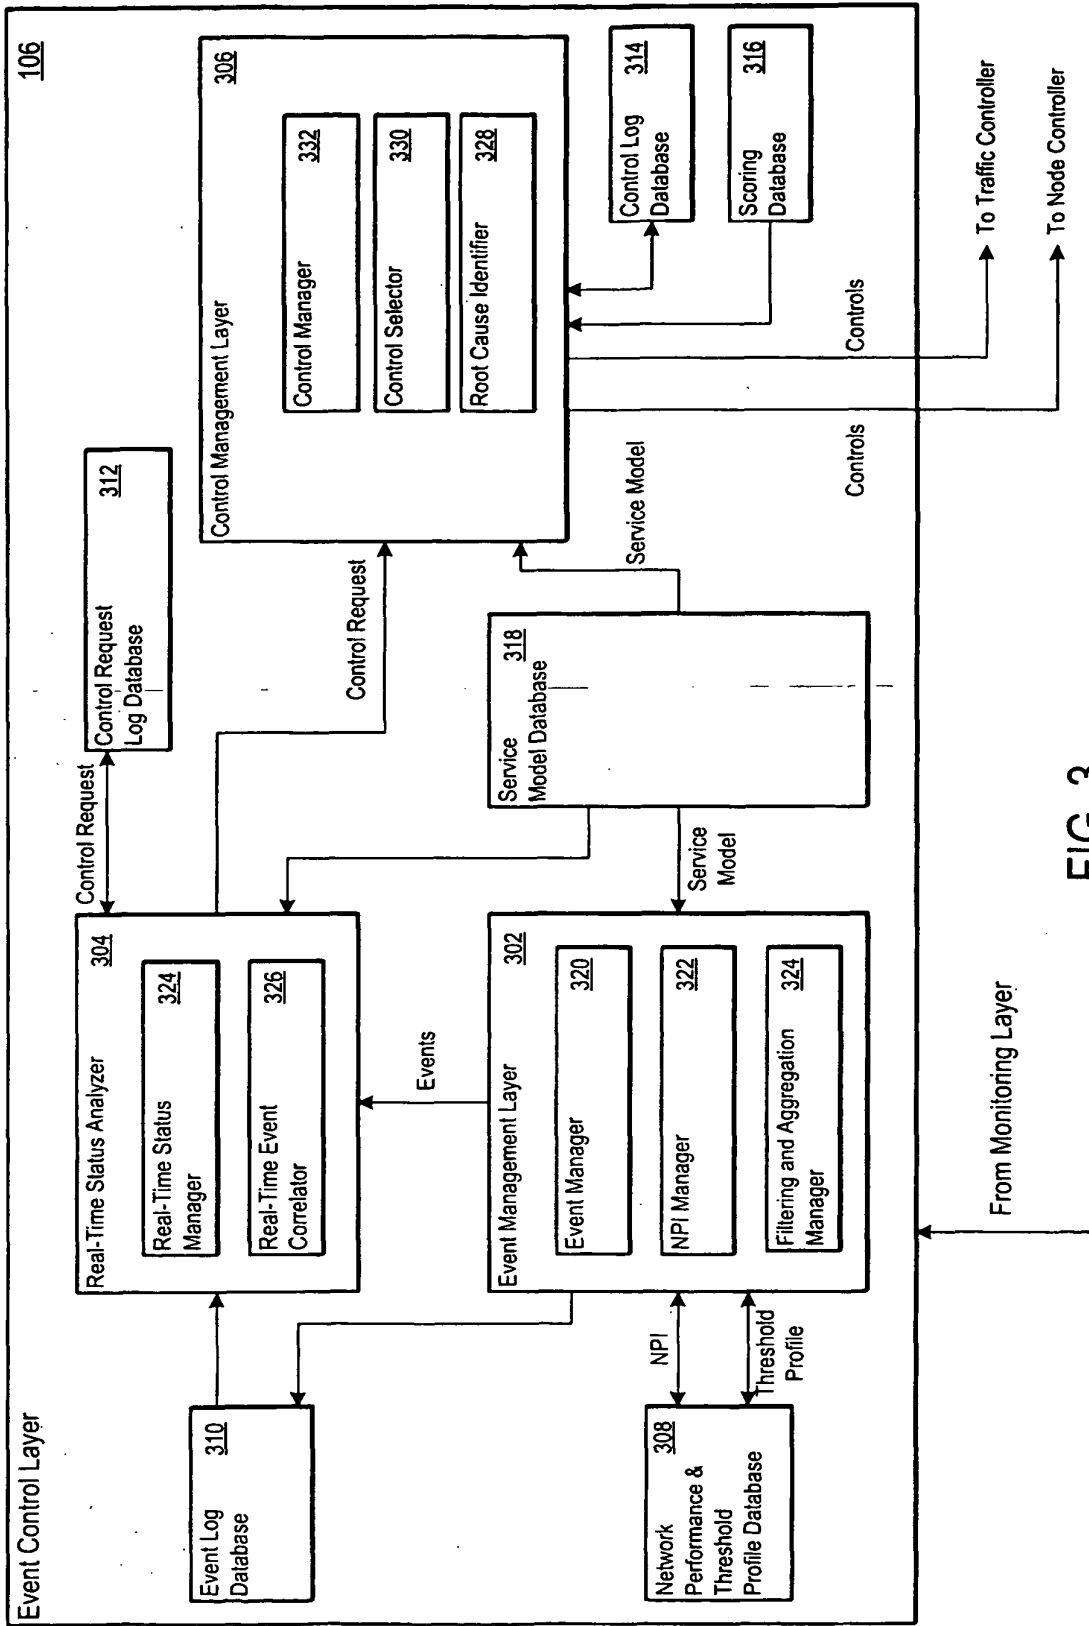 Event Control Layer
106
Event Log
Database
310
Network
Performance &
Threshold
Profile Database
308
NPI
Threshold
Profile
Real-Time Status Analyzer
304
Real-Time Status
Manager
324
Real-Time Event
Correlator
326
Events
Event Management Layer
302
Event Manager
320
NPI Manager
322
Filtering and Aggregation
Manager
324
Control Request
Control Request
Log Database
312
Control Request
Service
Model
Service
Model Database
318
Service Model
Control Management Layer
306
Control Manager
332
Control Selector
330
Root Cause Identifier
328
Control Log
Database
314
Scoring
Database
316
Controls
Controls
To Traffic Controller
To Node Controller
From Monitoring Layer
FIG. 3